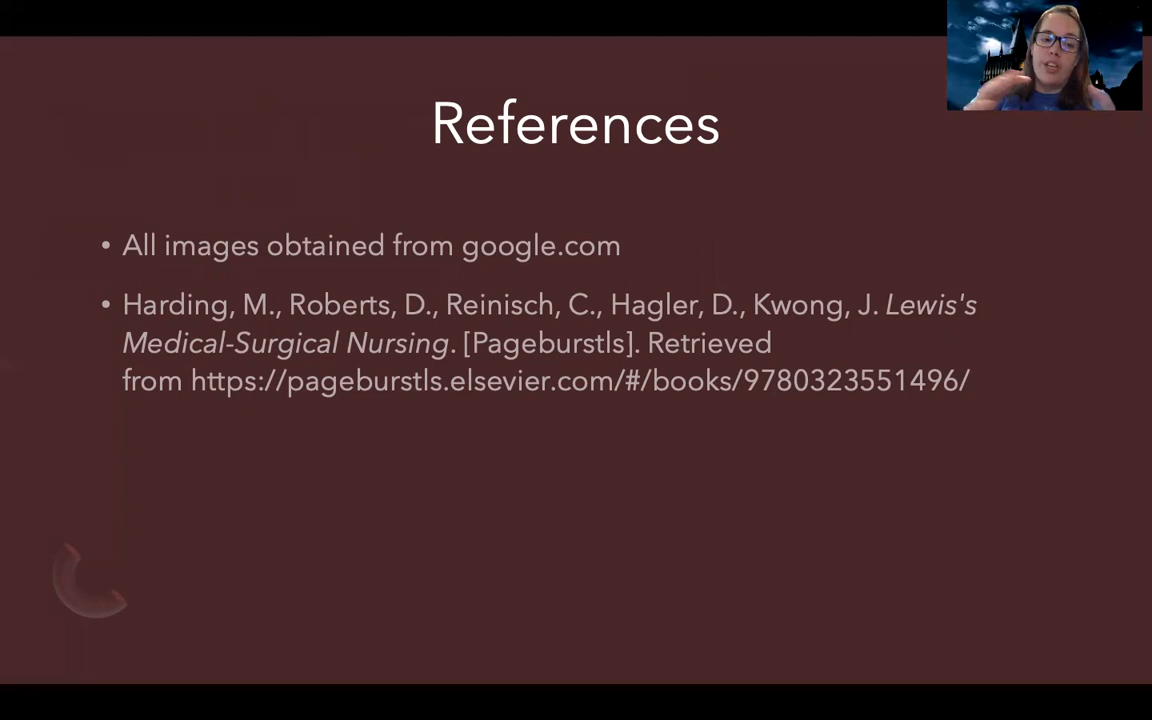 References
• All images obtained from google.com
• Harding, M., Roberts, D., Reinisch, C., Hagler, D., Kwong, J. Lewis's
Medical-Surgical Nursing. [Pageburstls]. Retrieved
from https://pageburstls.elsevier.com/#/books/9780323551496/